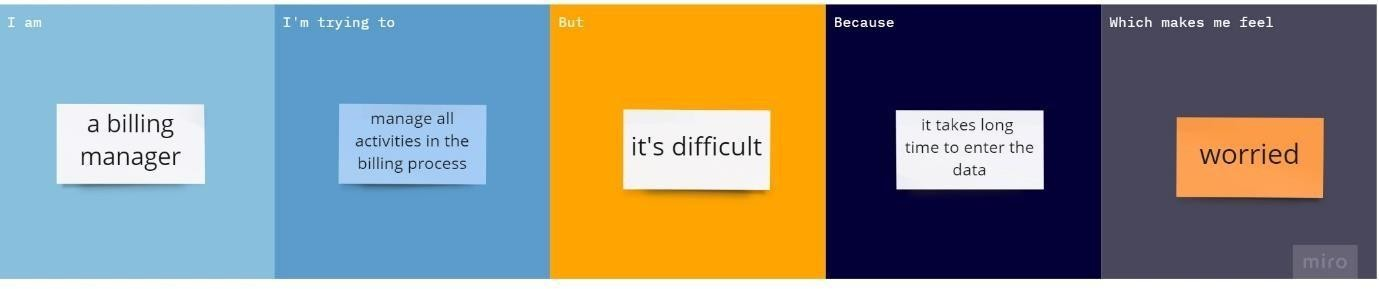 I am
a billing
manager
I'm trying to
manage all
activities in the
billing process
But
it's difficult
Because
it takes long
time to enter the
data
Which makes me feel
worried
miro